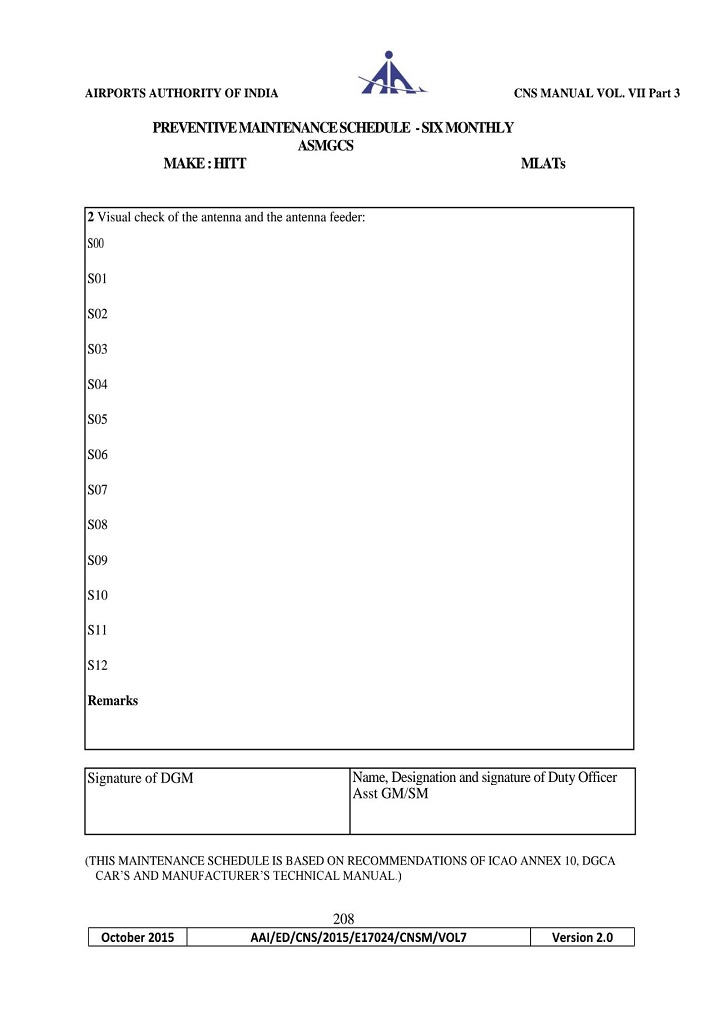 AIRPORTS AUTHORITY OF INDIA CNS MANUAL VOL. VII Part 3
PREVENTIVE MAINTENANCE SCHEDULE - SIX MONTHLY
ASMGCS
MAKE : HITT MLATs
2 Visual check of the antenna and the antenna feeder:
S00
S01
S02
S03
S04
S05
S06
S07
S08
S09
S10
S11
S12
Remarks
Signature of DGM
Name, Designation and signature of Duty Officer
Asst GM/SM
(THIS MAINTENANCE SCHEDULE IS BASED ON RECOMMENDATIONS OF ICAO ANNEX 10, DGCA
CAR’S AND MANUFACTURER’S TECHNICAL MANUAL.)
208
October 2015 AAI/ED/CNS/2015/E17024/CNSM/VOL7 Version 2.0